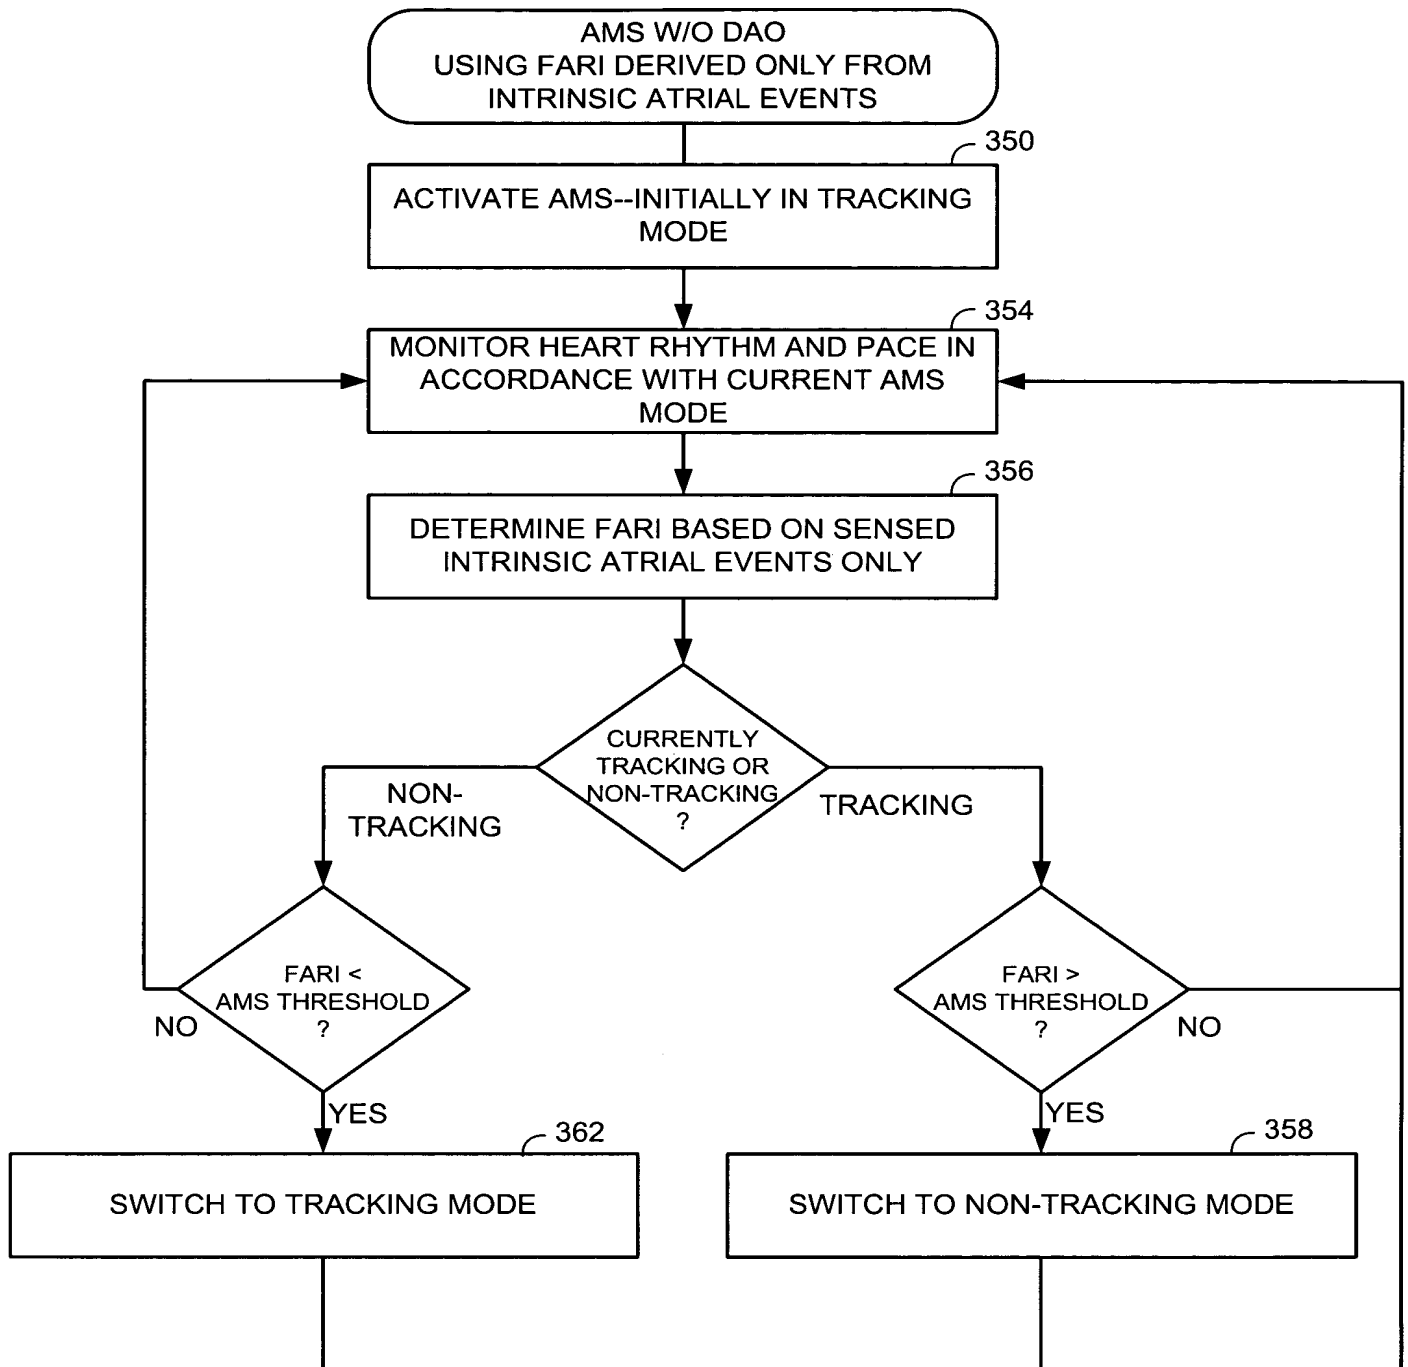 AMS W/O DAO
USING FARI DERIVED ONLY FROM
INTRINSIC ATRIAL EVENTS
350
ACTIVATE AMS--INITIALLY IN TRACKING
MODE
354
MONITOR HEART RHYTHM AND PACE IN
ACCORDANCE WITH CURRENT AMS
MODE
356
DETERMINE FARI BASED ON SENSED
INTRINSIC ATRIAL EVENTS ONLY
CURRENTLY
TRACKING OR
NON-TRACKING
?
NON-
TRACKING
TRACKING
FARI <
AMS THRESHOLD
?
NO
YES
FARI >
AMS THRESHOLD
?
NO
YES
362
SWITCH TO TRACKING MODE
358
SWITCH TO NON-TRACKING MODE